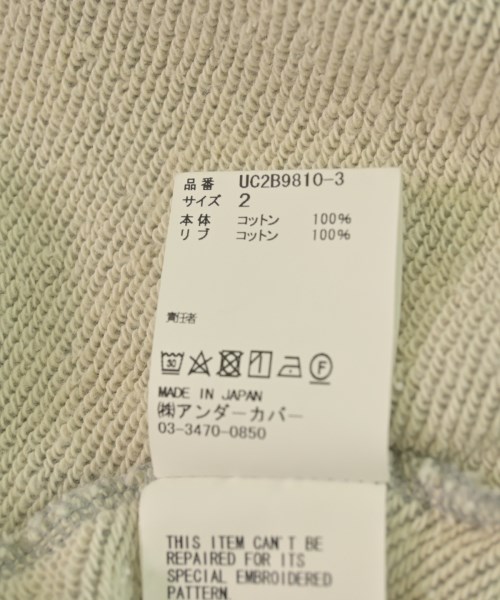 品番 UC2B9810-3
サイズ 2
本体 コットン 100%
リブ コットン 100%
責任者
30
F
MADE IN JAPAN
㈱アンダーカバー
03-3470-0850
THIS ITEM CAN'T BE
REPAIRED FOR ITS
SPECIAL EMBROIDERED
PATTERN.